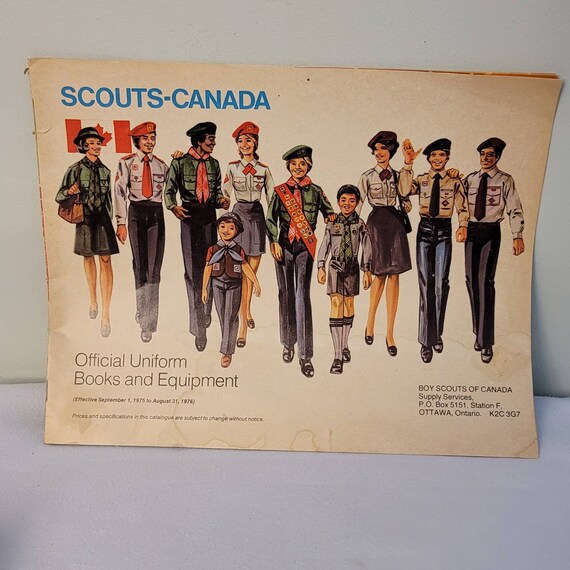 SCOUTS-CANADA
Official Uniform
Books and Equipment
(Effective September 1, 1975 to August 31, 1976)
Prices and specifications in this catalogue are subject to change without notice.
BOY SCOUTS OF CANADA
Supply Services,
P.O. Box 5151, Station F,
OTTAWA, Ontario. K2C 3G7